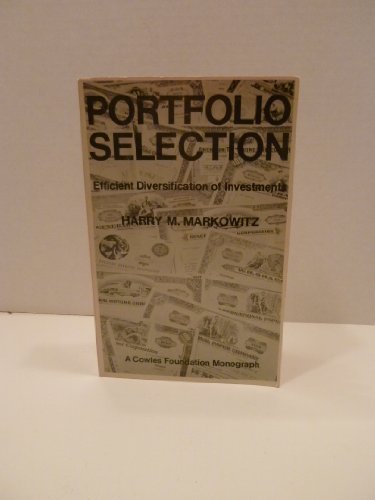 PORTFOLIO
SELECTION
Efficient Diversification of Investments
HARRY M. MARKOWITZ
A Cowles Foundation Monograph